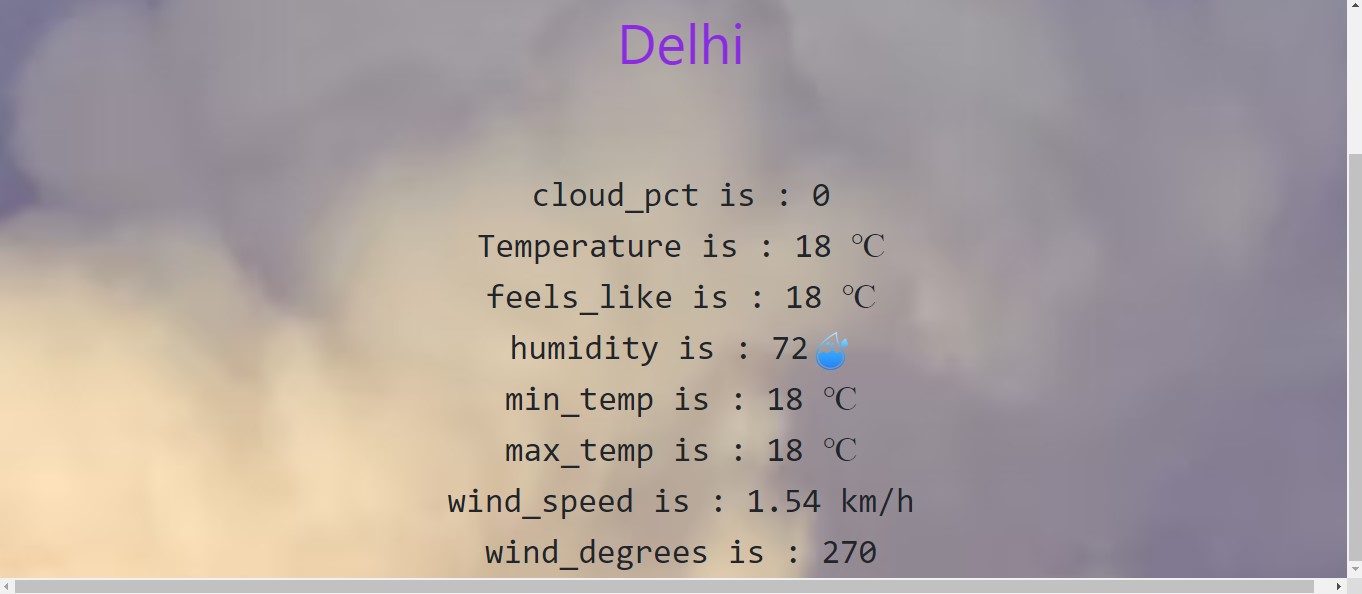 Delhi
cloud_pct is : 0
Temperature is : 18 ℃
feels_like is : 18 ℃
humidity is : 72
min_temp is : 18 ℃
max_temp is : 18 ℃
wind_speed is : 1.54 km/h
wind_degrees is : 270